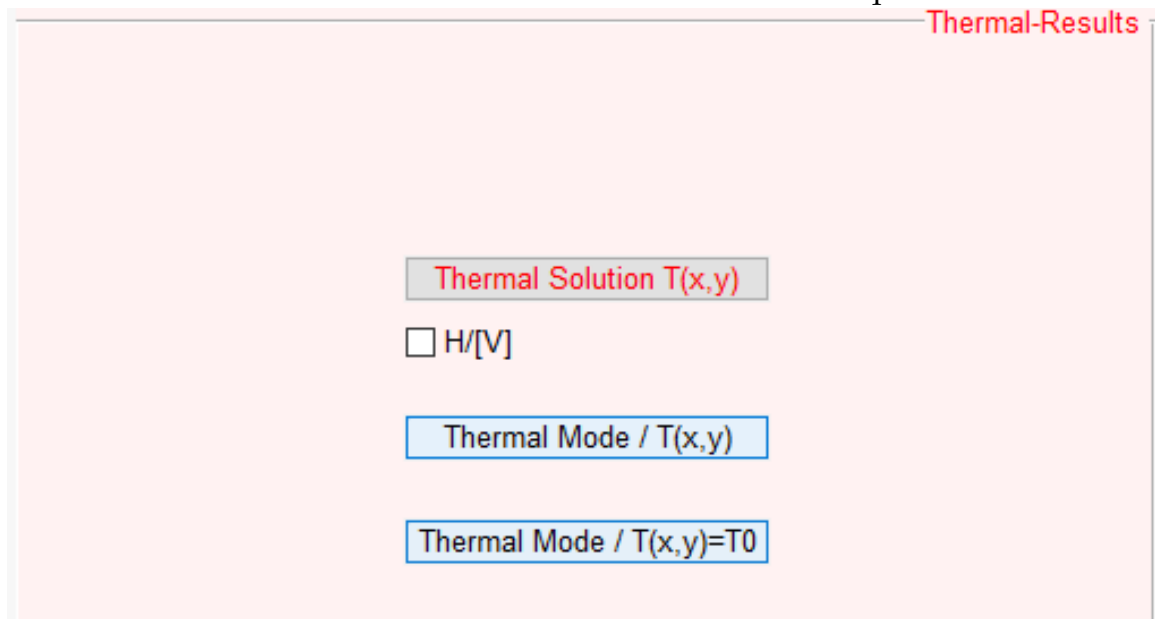 Thermal-Results
Thermal Solution T(x,y)
H/[V]
Thermal Mode / T(x,y)
Thermal Mode / T(x,y)=T0